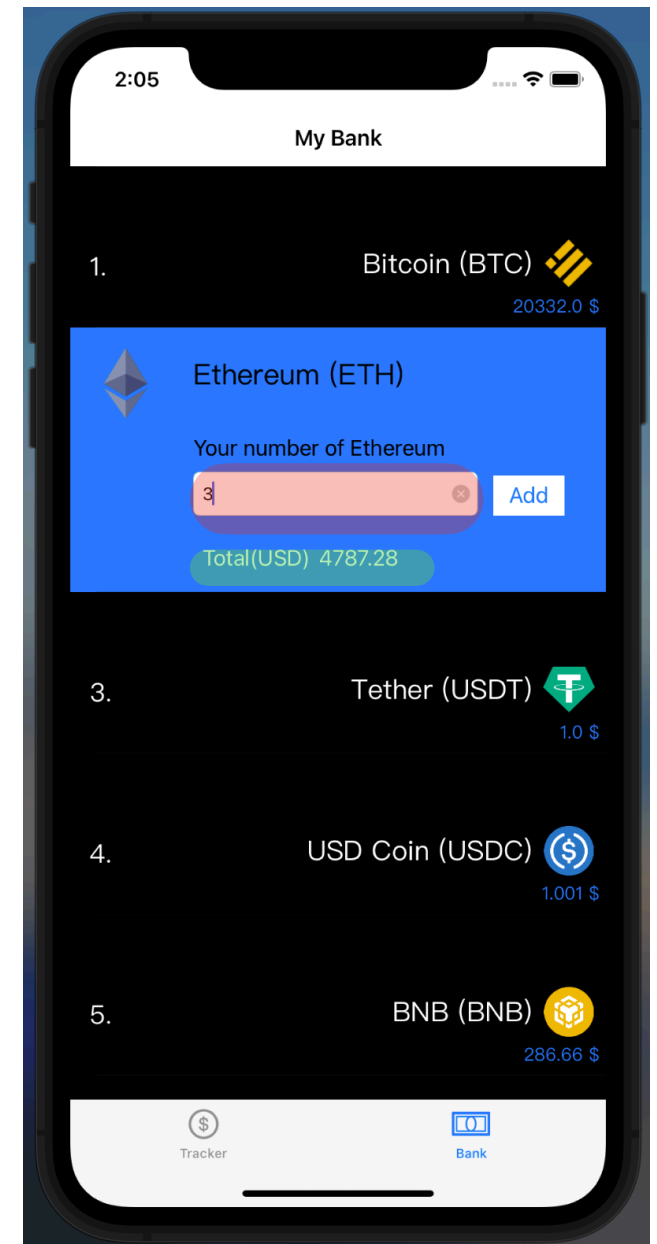 2:05
My Bank
1.
Bitcoin (BTC)
20332.0 $
Ethereum (ETH)
Your number of Ethereum
3
Add
Total(USD) 4787.28
3.
Tether (USDT)
1.0 $
4.
USD Coin (USDC)
1.001 $
5.
BNB (BNB)
286.66 $
Tracker
Bank